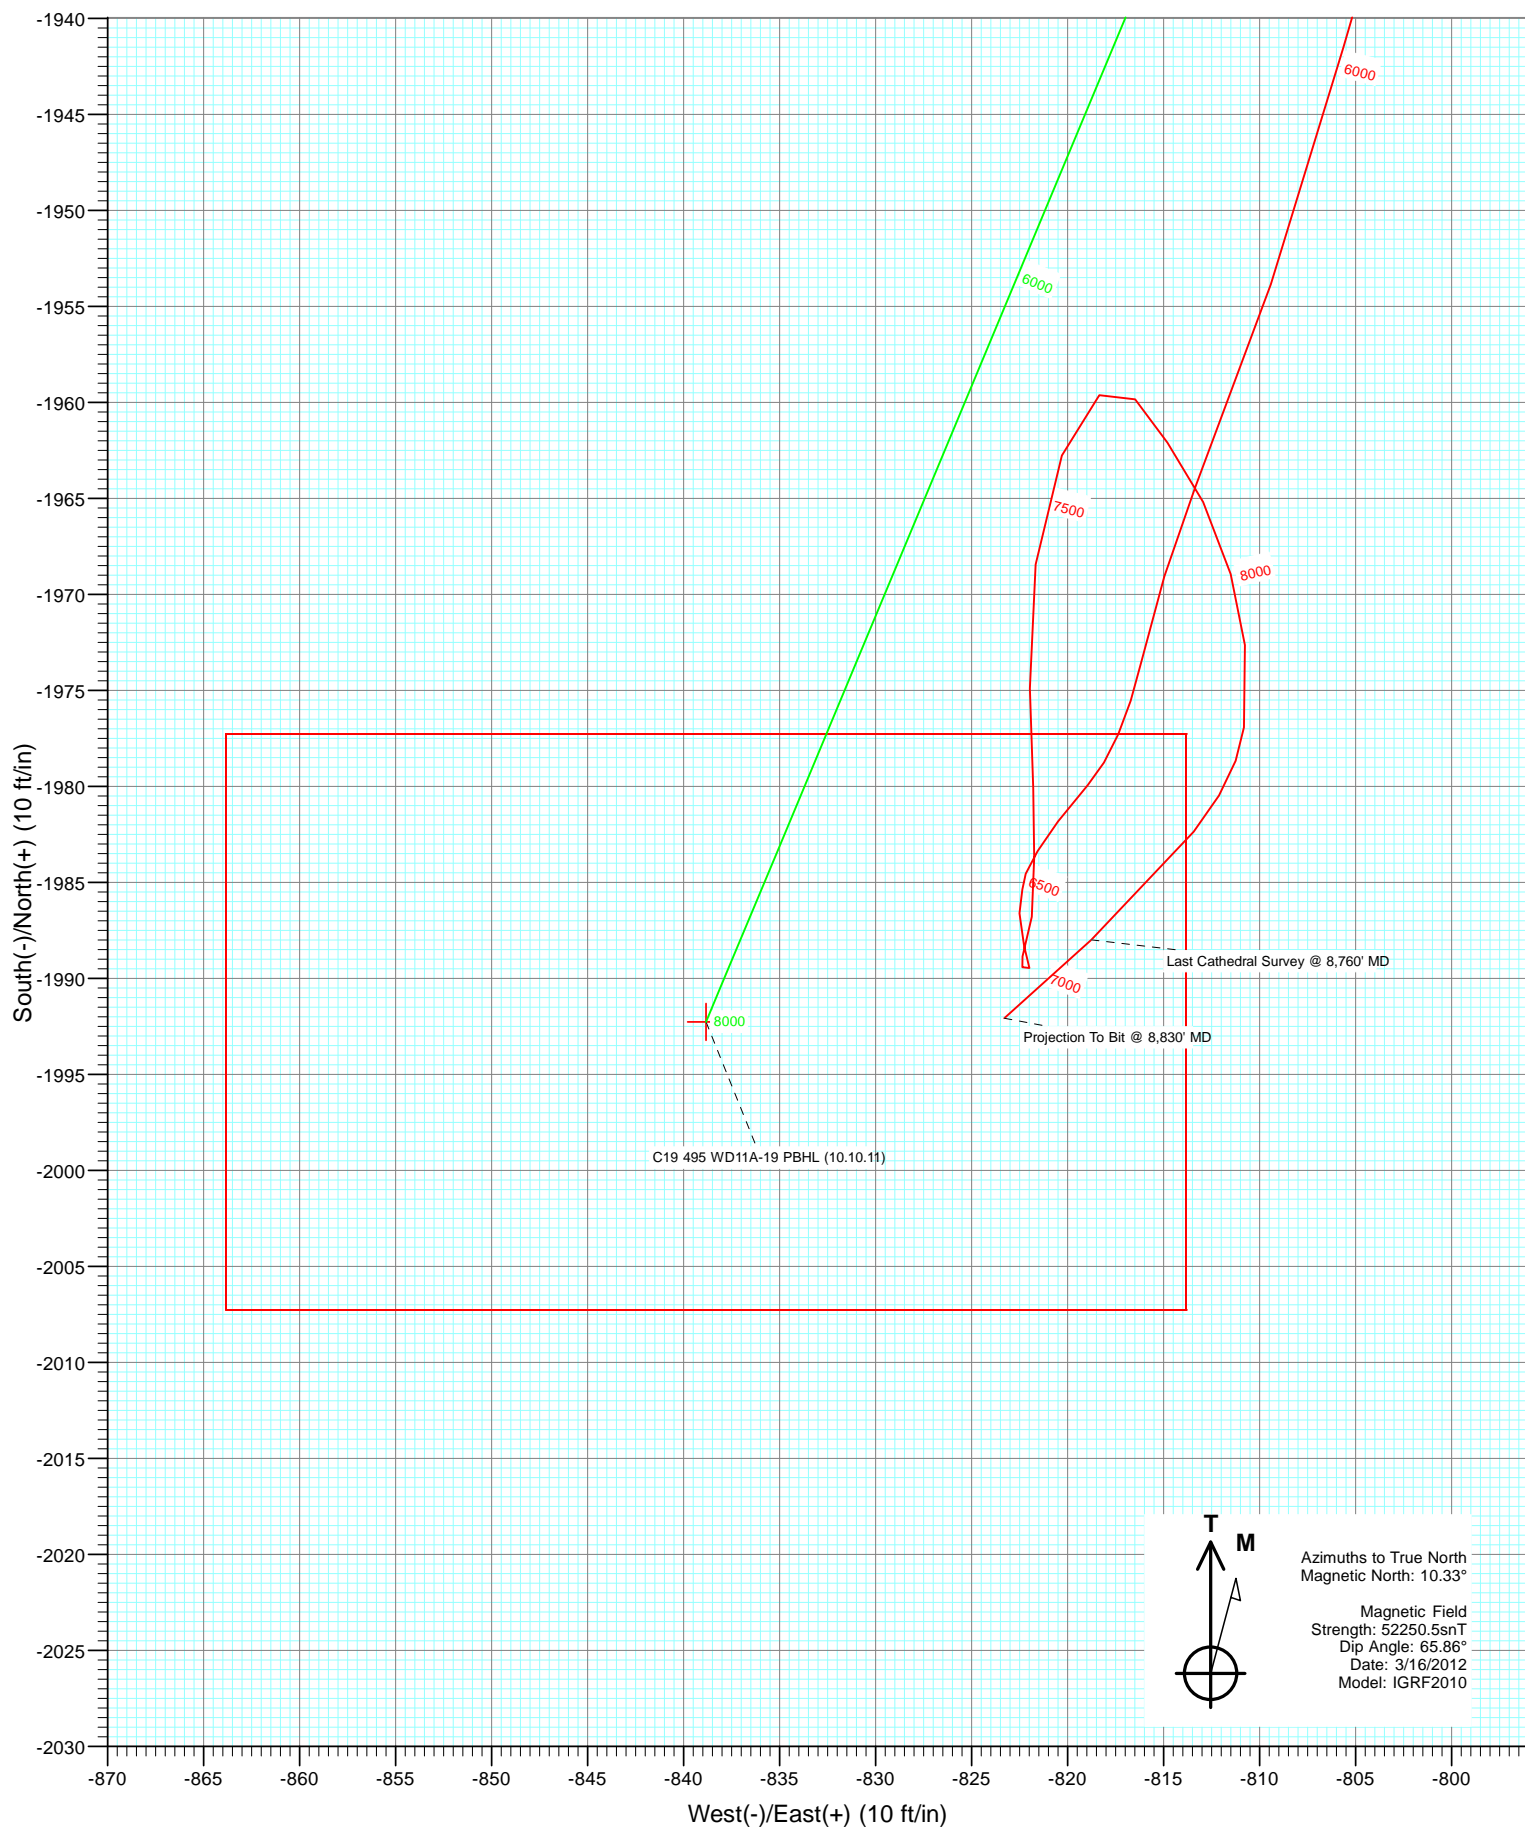 -1940
-1945
-1950
-1955
-1960
-1965
-1970
-1975
-1980
-1985
-1990
-1995
-2000
-2005
-2010
-2015
-2020
-2025
-2030
South(-)/North(+) (10 ft/in)
6000
6000
7500
8000
6500
Last Cathedral Survey @ 8,760' MD
7000
8000
Projection To Bit @ 8,830' MD
C19 495 WD11A-19 PBHL (10.10.11)
T
M
Azimuths to True North
Magnetic North: 10.33°
Magnetic Field
Strength: 52250.5snT
Dip Angle: 65.86°
Date: 3/16/2012
Model: IGRF2010
-870 -865 -860 -855 -850 -845 -840 -835 -830 -825 -820 -815 -810 -805 -800
West(-)/East(+) (10 ft/in)